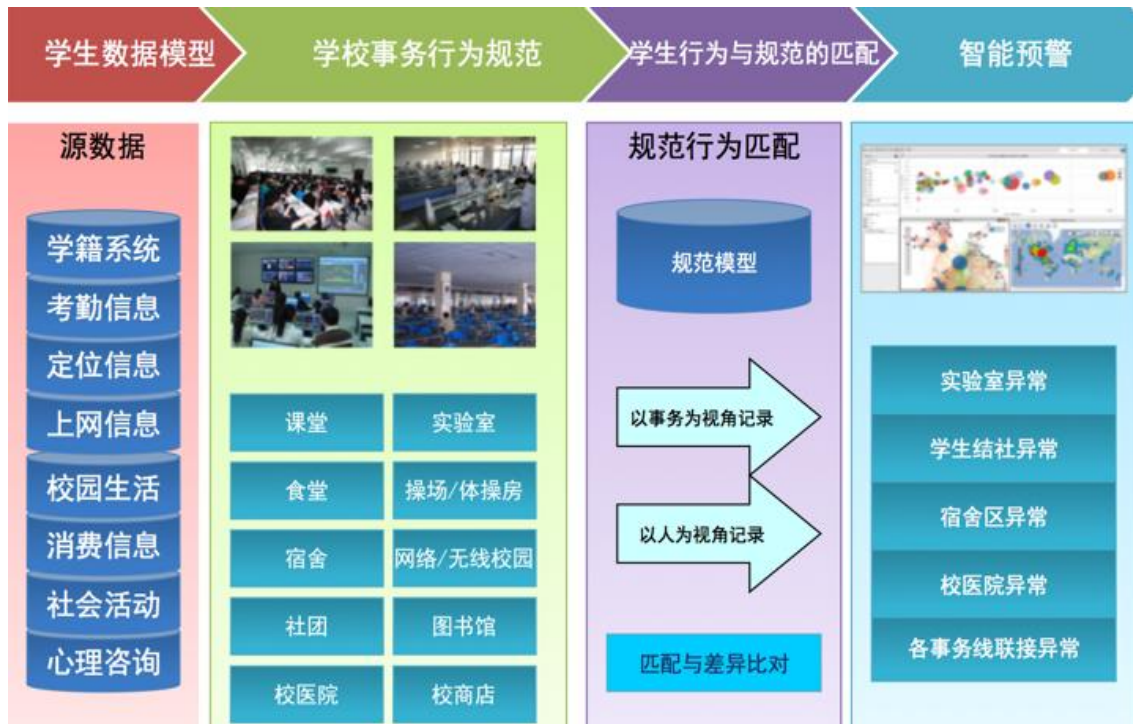 学生数据模型
学校事务行为规范
学生行为与规范的匹配
智能预警
源数据
学籍系统
考勤信息
定位信息
上网信息
校园生活
消费信息
社会活动
心理咨询
课堂
实验室
食堂
操场/体操房
宿舍
网络/无线校园
社团
图书馆
校医院
校商店
规范行为匹配
规范模型
以事务为视角记录
以人为视角记录
匹配与差异比对
实验室异常
学生结社异常
宿舍区异常
校医院异常
各事务线联接异常